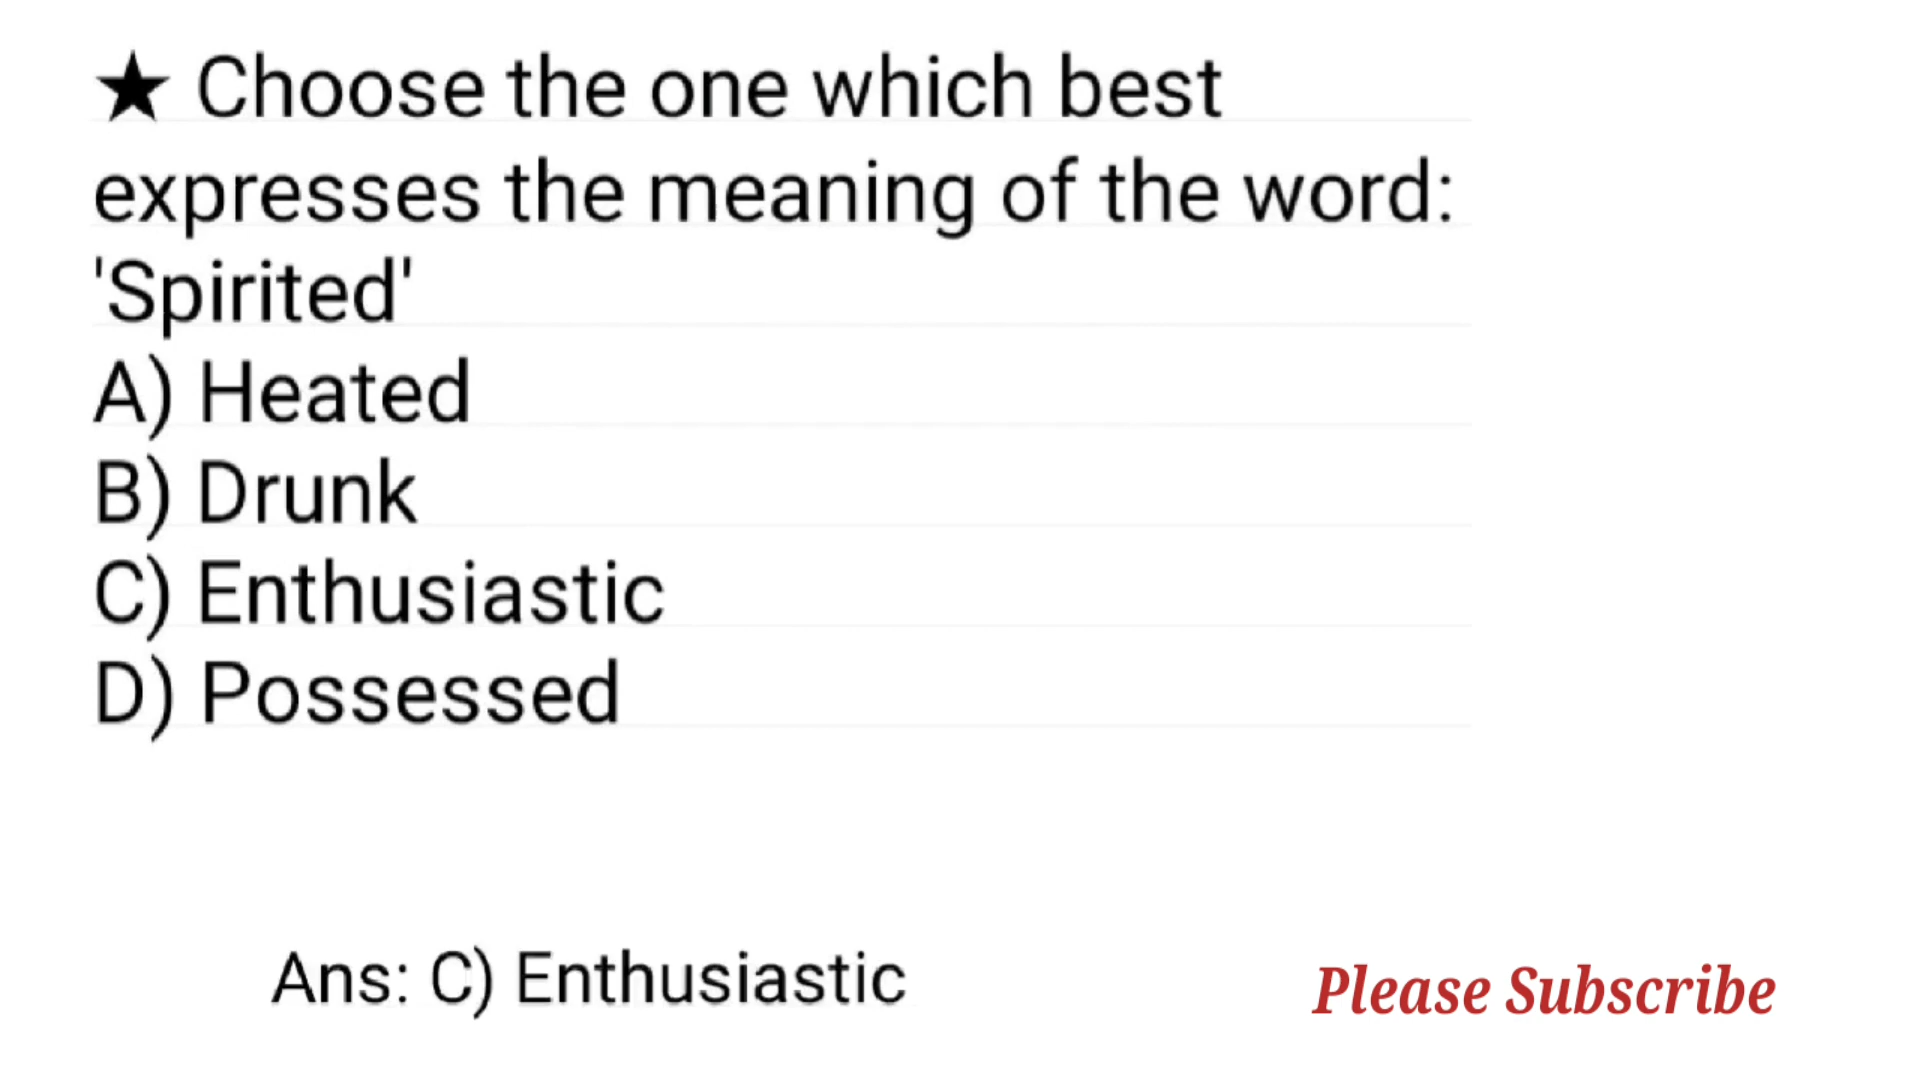 ★ Choose the one which best
expresses the meaning of the word:
'Spirited'
A) Heated
B) Drunk
C) Enthusiastic
D) Possessed
Ans: C) Enthusiastic
Please Subscribe